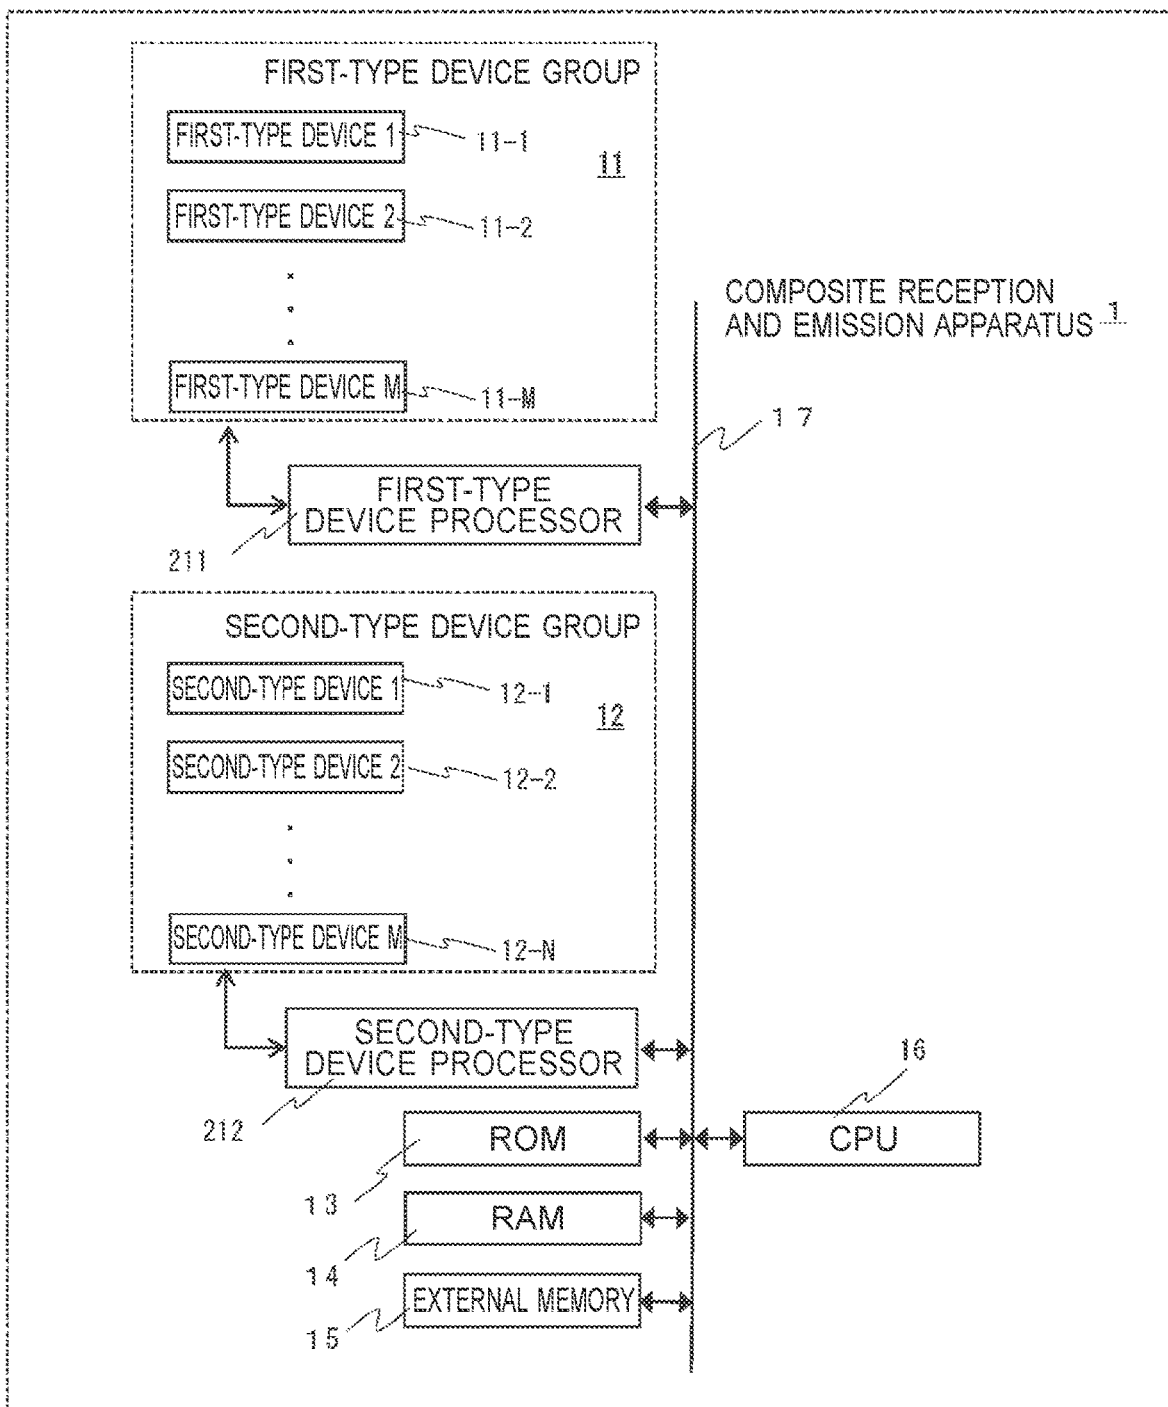 FIRST-TYPE DEVICE GROUP
FIRST-TYPE DEVICE 1
11-1
11
FIRST-TYPE DEVICE 2
11-2
COMPOSITE RECEPTION
AND EMISSION APPARATUS 1
FIRST-TYPE DEVICE M
11-M
17
FIRST-TYPE
DEVICE PROCESSOR
211
SECOND-TYPE DEVICE GROUP
SECOND-TYPE DEVICE 1
12-1
12
SECOND-TYPE DEVICE 2
12-2
SECOND-TYPE DEVICE M
12-N
SECOND-TYPE
DEVICE PROCESSOR
212
16
ROM
CPU
13
RAM
14
EXTERNAL MEMORY
15